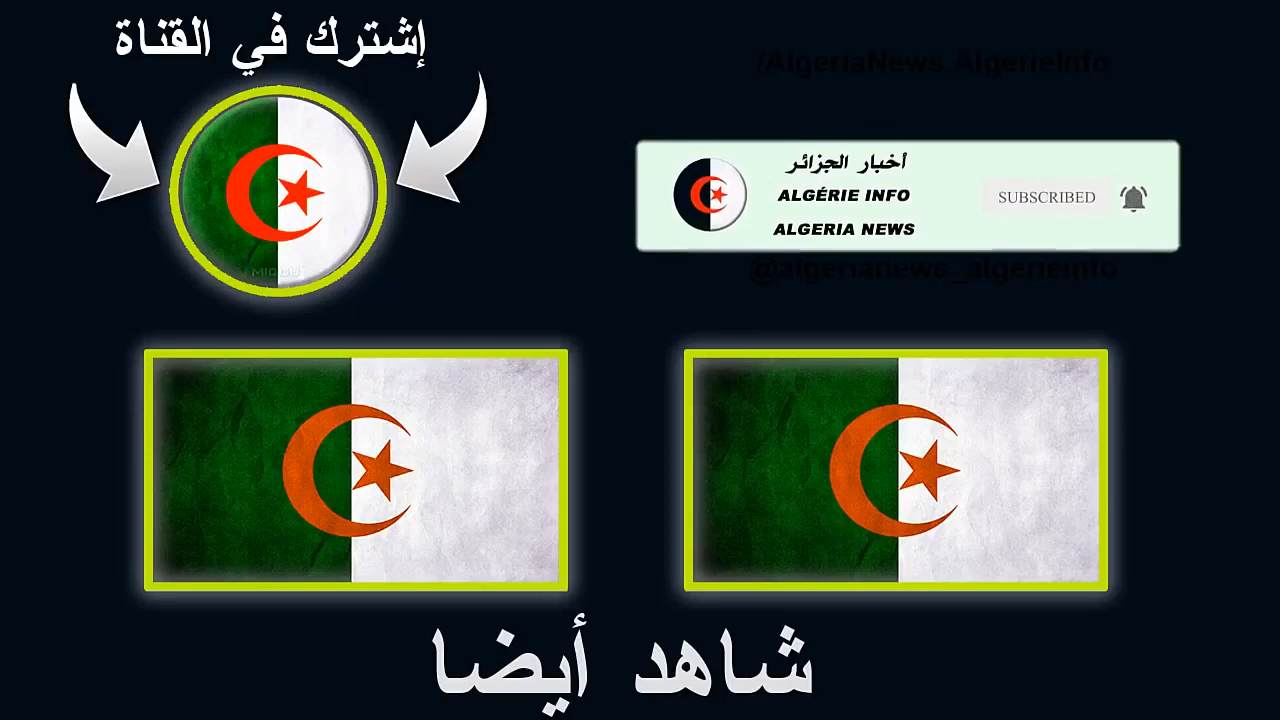 إشترك في القناة
/AlgeriaNews.AlgerieInfo
أخبار الجزائر
ALGÉRIE INFO
ALGERIA NEWS
SUBSCRIBED
@algerianews_algerieinfo
شاهد أيضا